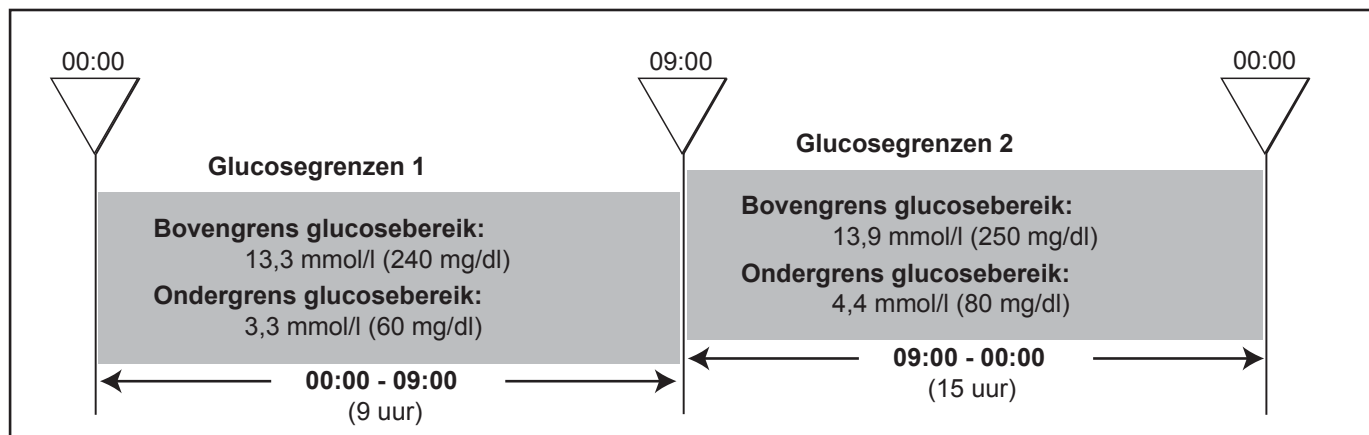 00:00
09:00
00:00
Glucosegrenzen 1
Bovengrens glucosebereik:
13,3 mmol/l (240 mg/dl)
Ondergrens glucosebereik:
3,3 mmol/l (60 mg/dl)
00:00 - 09:00
(9 uur)
Glucosegrenzen 2
Bovengrens glucosebereik:
13,9 mmol/l (250 mg/dl)
Ondergrens glucosebereik:
4,4 mmol/l (80 mg/dl)
09:00 - 00:00
(15 uur)